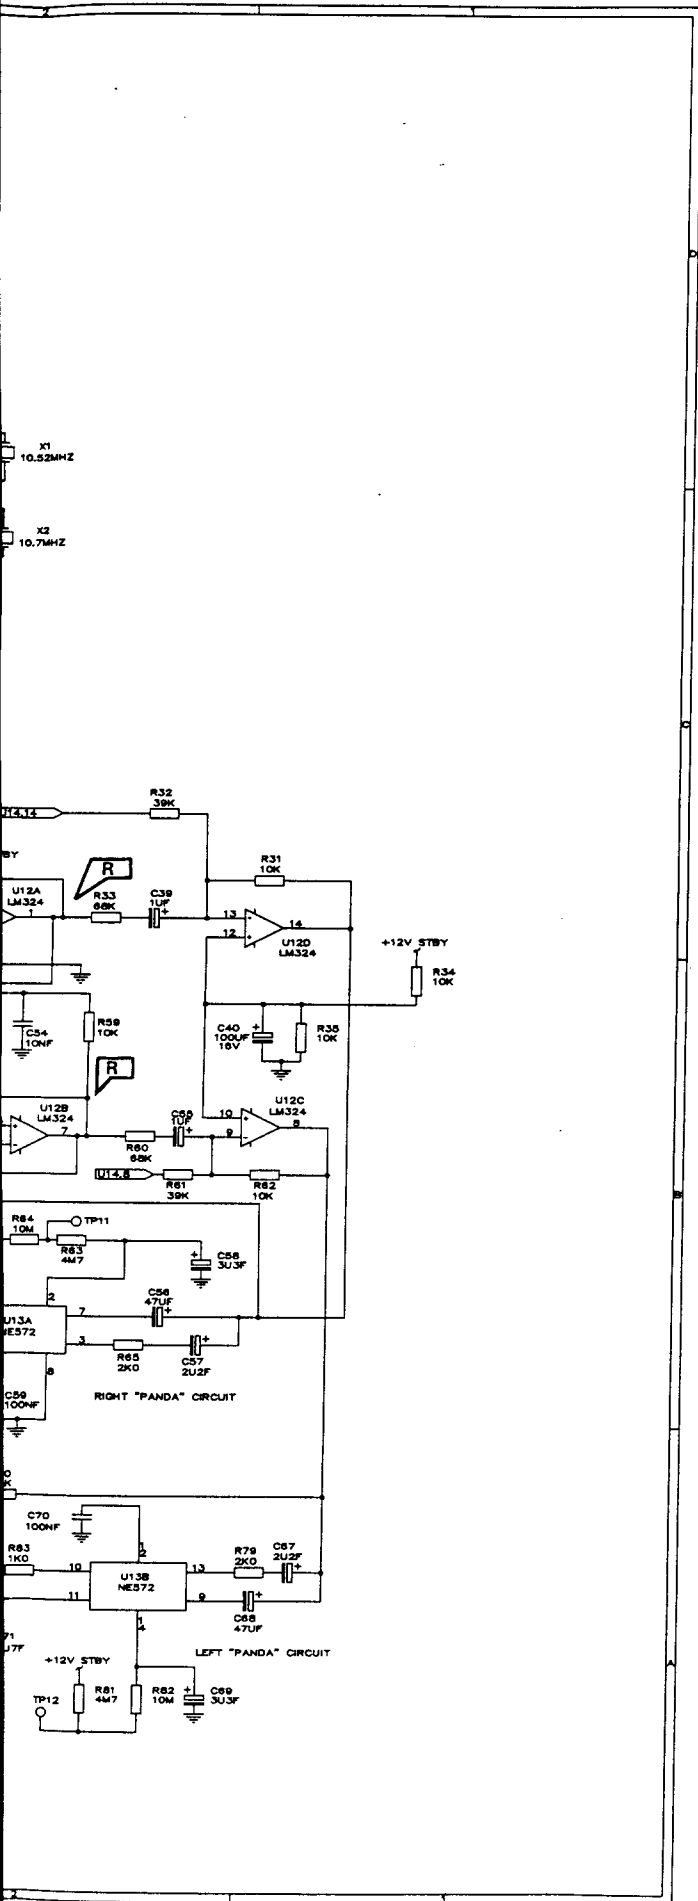 2
D
X1
10.52MHZ
X2
10.7MHZ
C
R32
39K
U14.14
R
R31
10K
U12A
LM324
1
R33
68K
C39
1UF
+
13
12
14
U12D
LM324
+12V STBY
R34
10K
C54
10NF
R59
10K
C40
100UF
16V
+
R35
10K
R
U12B
LM324
7
C55
1UF
+
10
9
U12C
LM324
8
R60
68K
U14.8
R61
39K
R62
10K
B
R64
10M
TP11
R63
4M7
+
C58
3U3F
2
U13A
NE572
7
3
8
C56
47UF
+
R65
2K0
C57
2U2F
+
C59
100NF
RIGHT "PANDA" CIRCUIT
C70
100NF
R83
1K0
10
11
12
U13B
NE572
13
9
14
R79
2K0
C67
2U2F
+
C68
47UF
+
LEFT "PANDA" CIRCUIT
A
+12V STBY
TP12
R81
4M7
R82
10M
+
C69
3U3F
2